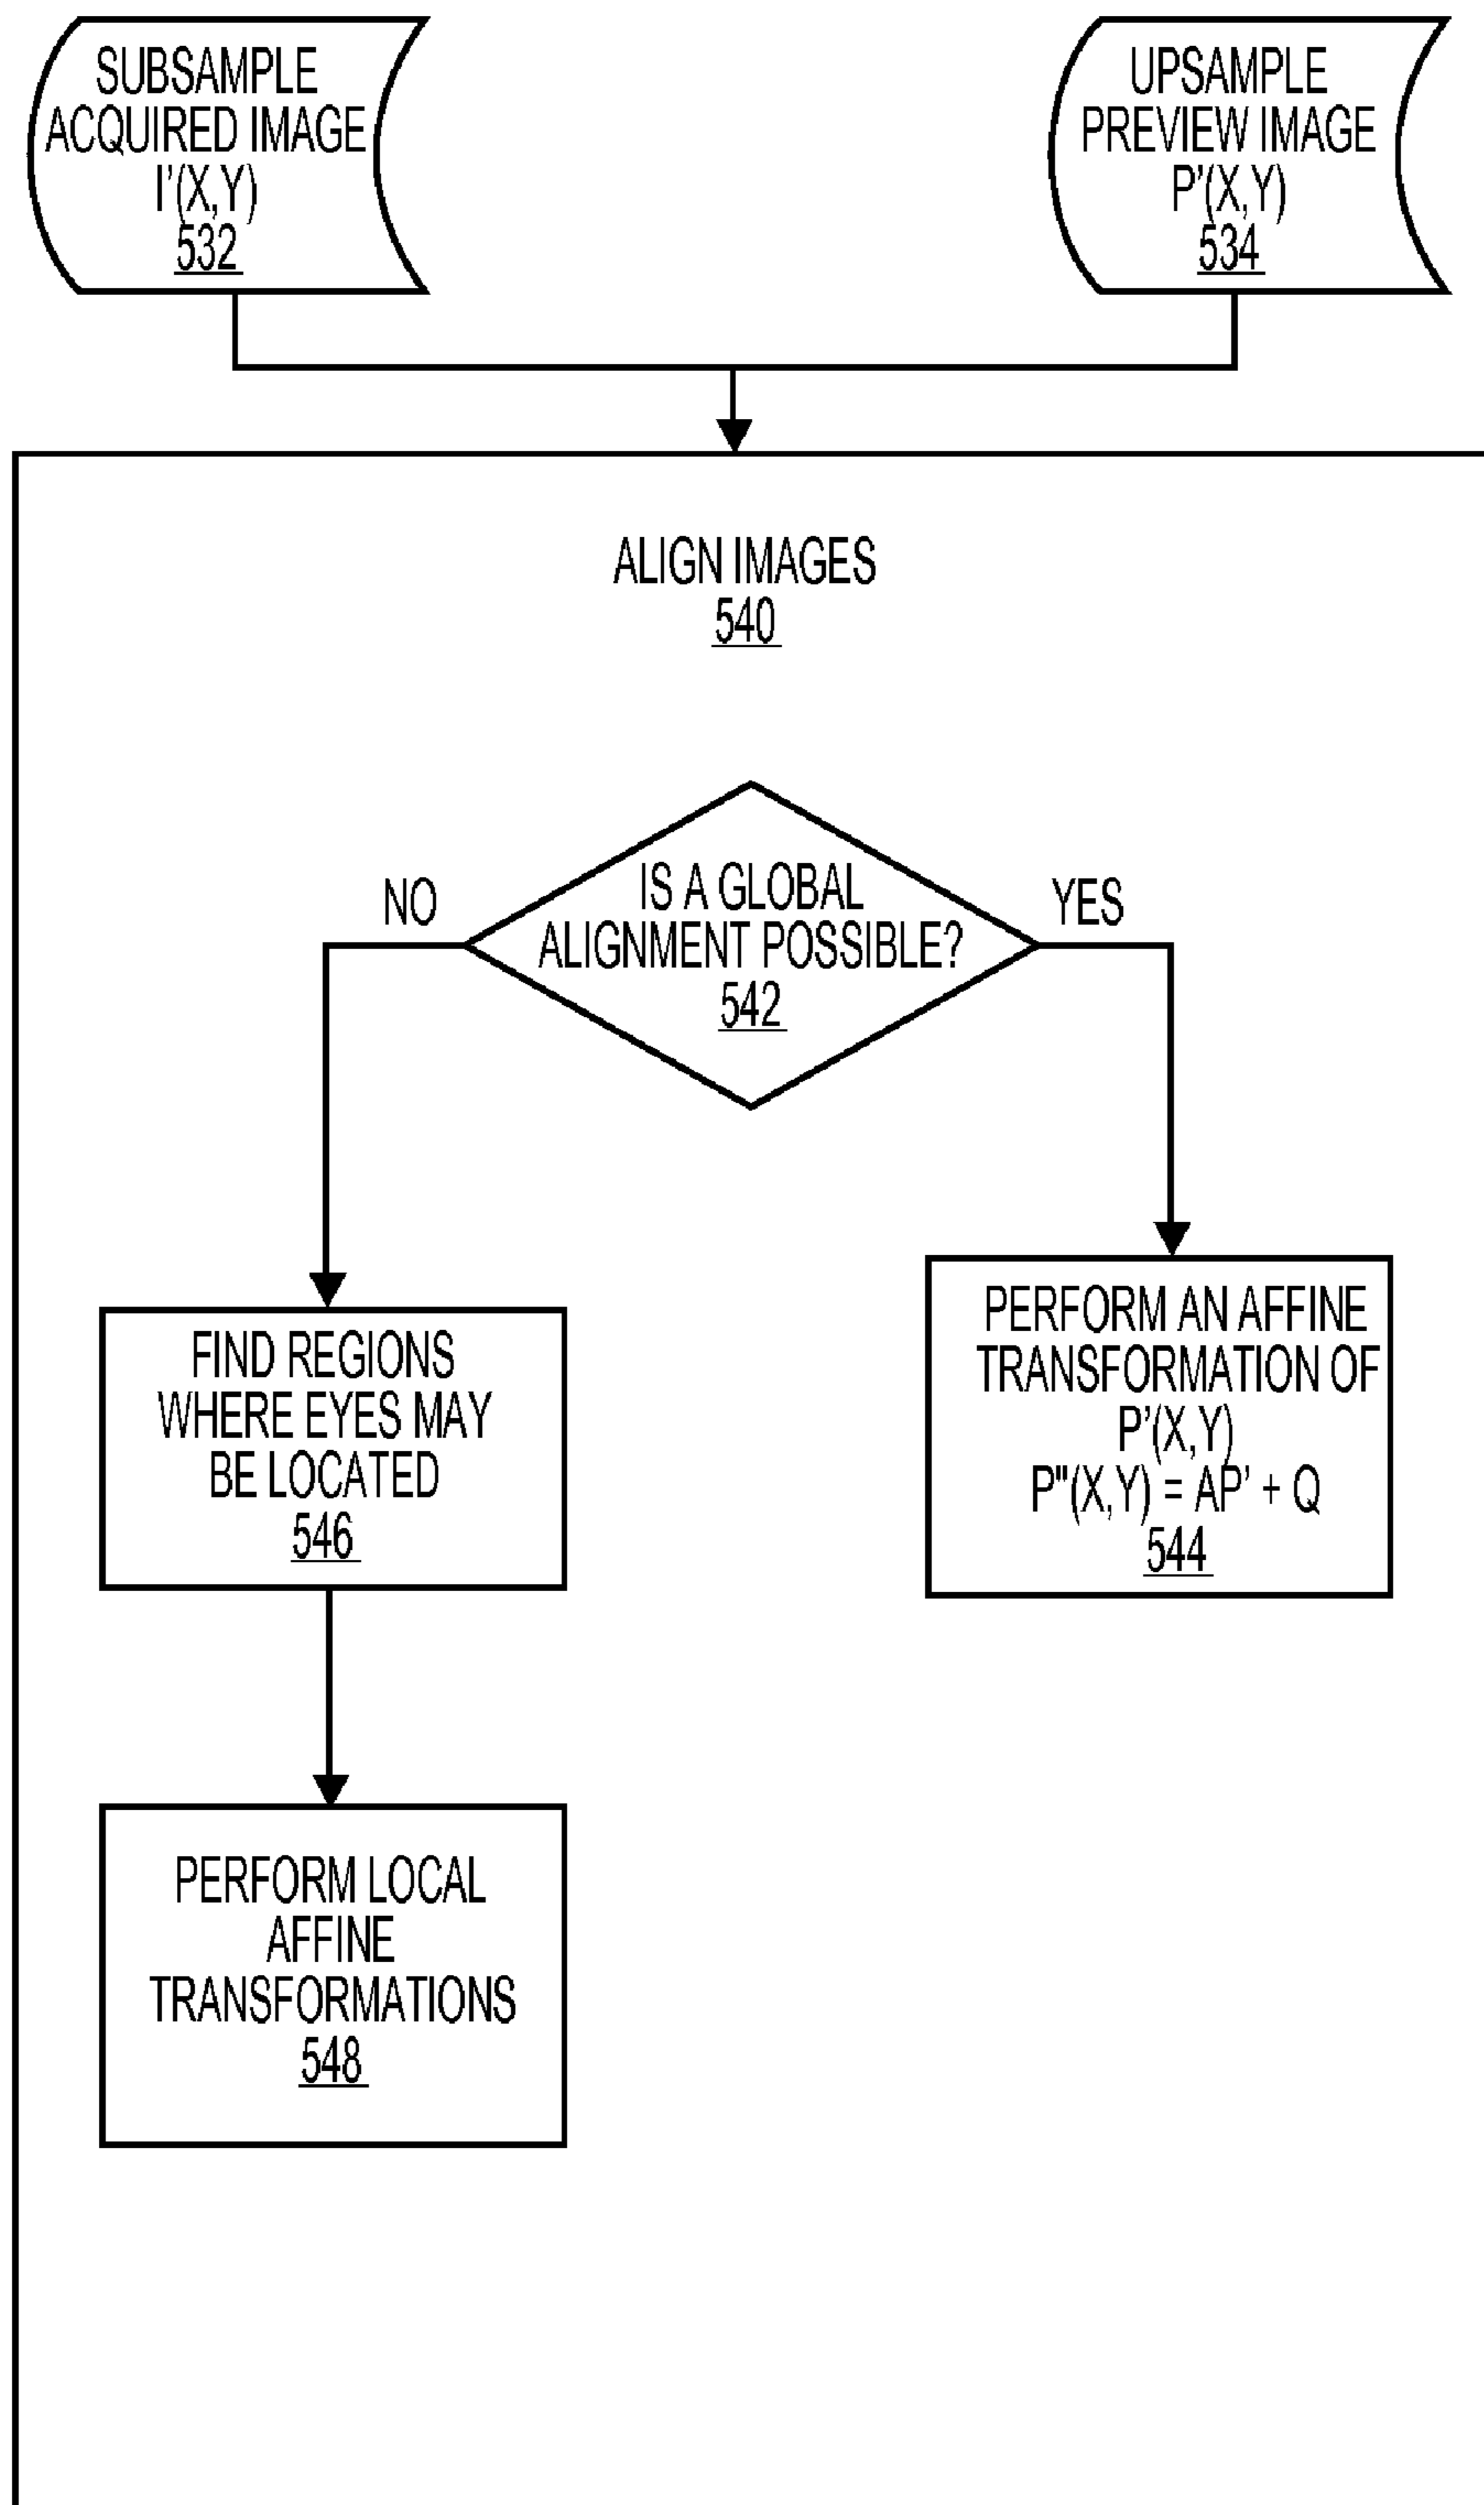 SUBSAMPLE
ACQUIRED IMAGE
I'(X,Y)
532
UPSAMPLE
PREVIEW IMAGE
P'(X,Y)
534
ALIGN IMAGES
540
IS A GLOBAL
ALIGNMENT POSSIBLE?
542
NO
YES
FIND REGIONS
WHERE EYES MAY
BE LOCATED
546
PERFORM AN AFFINE
TRANSFORMATION OF
P'(X,Y)
P"(X,Y) = AP' + Q
544
PERFORM LOCAL
AFFINE
TRANSFORMATIONS
548